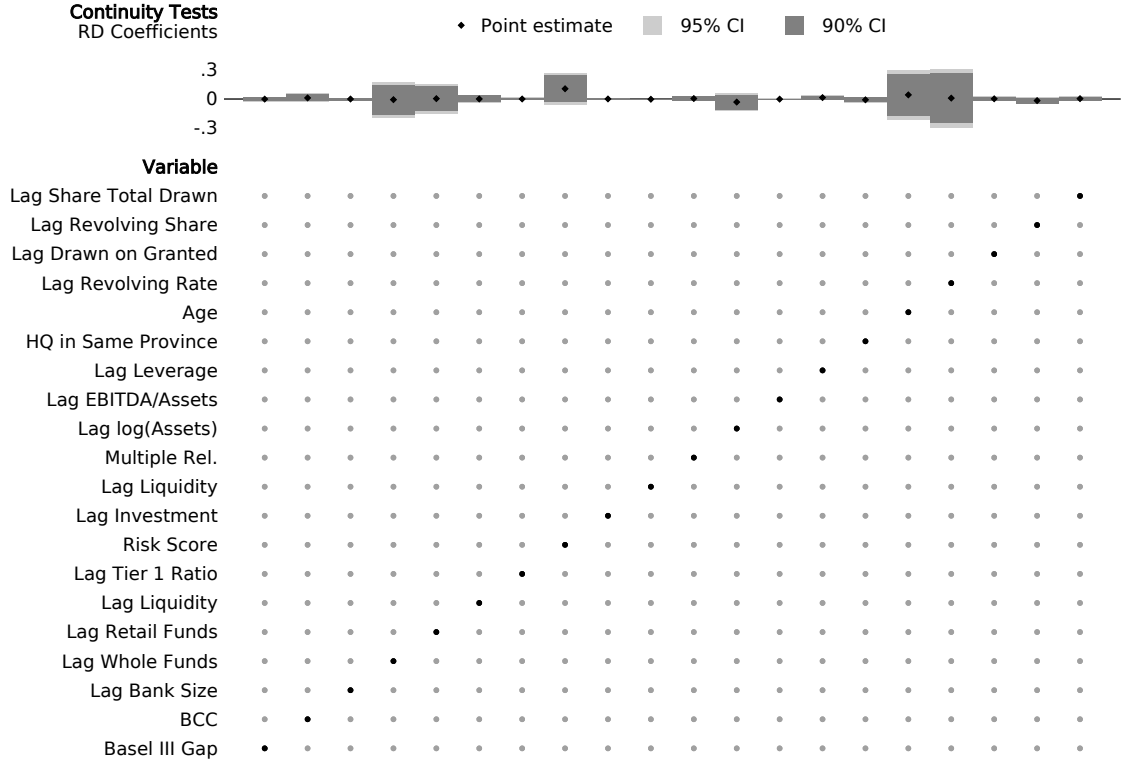 Continuity Tests
RD Coefficients
Point estimate 95% CI 90% CI
.3
0
-.3
Variable
Lag Share Total Drawn
Lag Revolving Share
Lag Drawn on Granted
Lag Revolving Rate
Age
HQ in Same Province
Lag Leverage
Lag EBITDA/Assets
Lag log(Assets)
Multiple Rel.
Lag Liquidity
Lag Investment
Risk Score
Lag Tier 1 Ratio
Lag Liquidity
Lag Retail Funds
Lag Whole Funds
Lag Bank Size
BCC
Basel III Gap